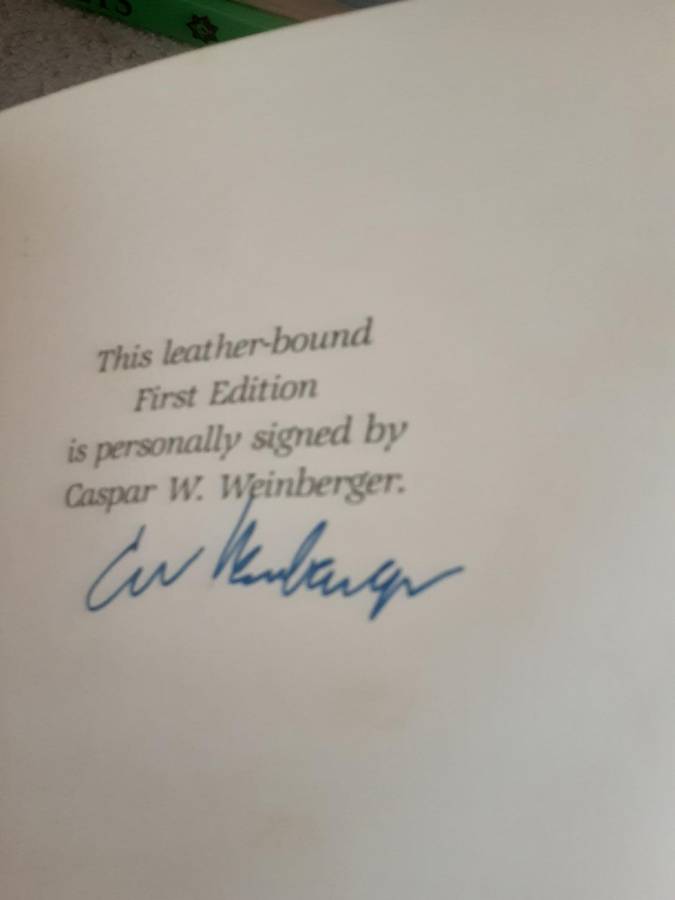 This leather-bound
First Edition
is personally signed by
Caspar W. Weinberger.